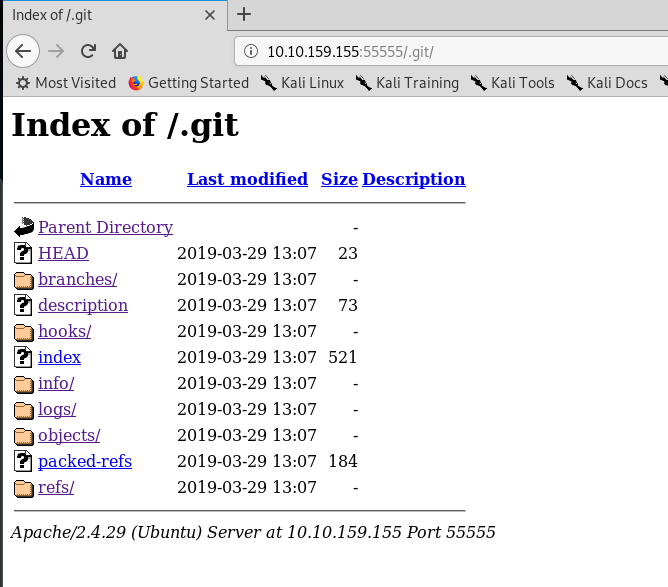 Index of /.git
10.10.159.155:55555/.git/
Most Visited Getting Started Kali Linux Kali Training Kali Tools Kali Docs
Index of /.git
Name Last modified Size Description
Parent Directory -
HEAD 2019-03-29 13:07 23
branches/ 2019-03-29 13:07 -
description 2019-03-29 13:07 73
hooks/ 2019-03-29 13:07 -
index 2019-03-29 13:07 521
info/ 2019-03-29 13:07 -
logs/ 2019-03-29 13:07 -
objects/ 2019-03-29 13:07 -
packed-refs 2019-03-29 13:07 184
refs/ 2019-03-29 13:07 -
Apache/2.4.29 (Ubuntu) Server at 10.10.159.155 Port 55555